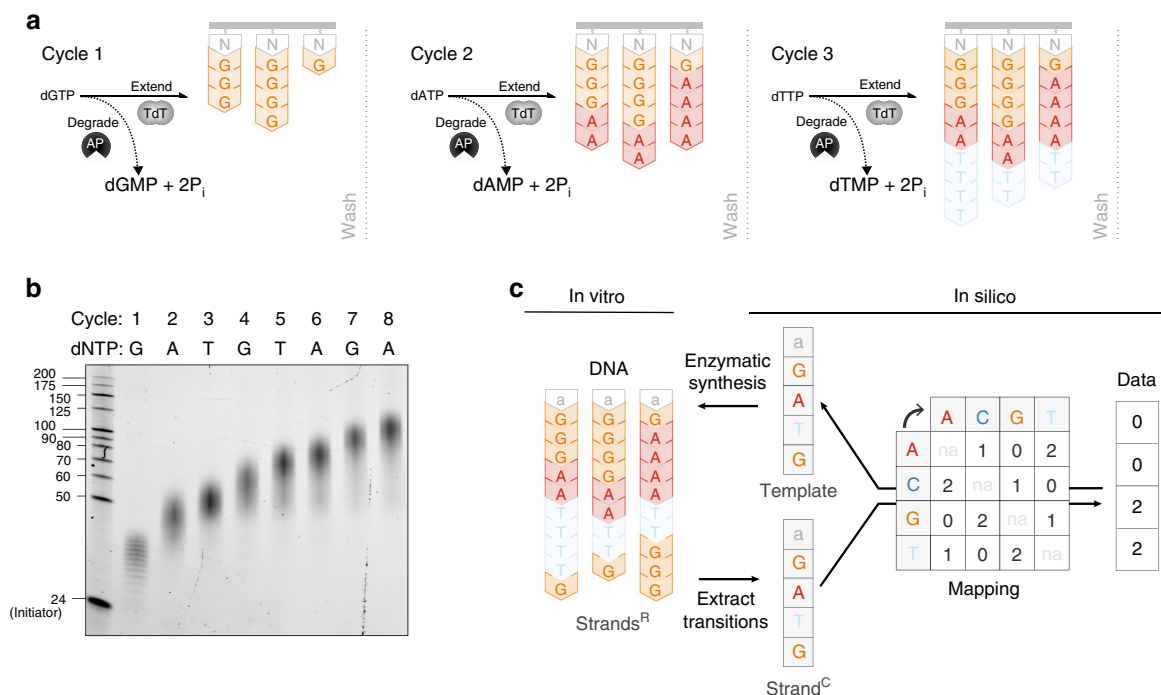 a
Cycle 1
dGTP
Extend
TdT
Degrade
AP
dGMP + 2Pi
N N N
G G G
G G
G G
G
Wash
Cycle 2
dATP
Extend
TdT
Degrade
AP
dAMP + 2Pi
N N N
G G G
G G A
G G A
A G A
A A A
A
Wash
Cycle 3
dTTP
Extend
TdT
Degrade
AP
dTMP + 2Pi
N N N
G G G
G G A
G G A
A G A
A A A
T A T
T T T
T T
T
Wash
b
Cycle: 1 2 3 4 5 6 7 8
dNTP: G A T G T A G A
200
175
150
125
100
90
80
70
60
50
24
(Initiator)
c
In vitro
In silico
DNA
a a a
G G G
G G A
G G A
A G A
A A A
T A T
T T T
T T G
T G G
G G
StrandsR
Enzymatic
synthesis
Extract
transitions
a
G
A
T
G
Template
a
G
A
T
G
StrandC
A C G T
A na 1 0 2
C 2 na 1 0
G 0 2 na 1
T 1 0 2 na
Mapping
Data
0
0
2
2